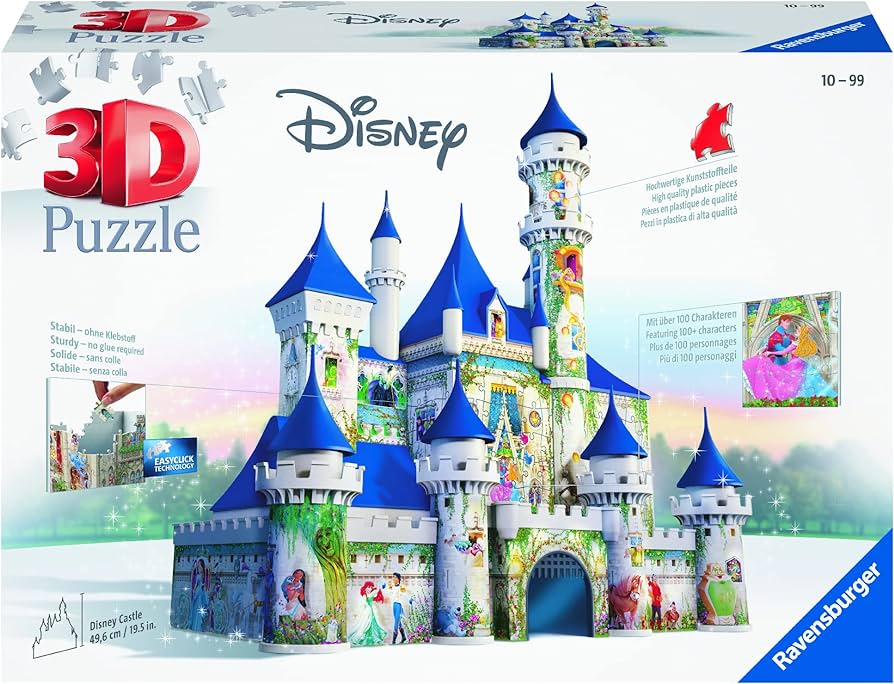 3D
Puzzle
Disney
10-99
Ravensburger
10–99
Disney
3D
Puzzle
Hochwertige Kunststoffteile
High quality plastic pieces
Pièces en plastique de qualité
Pezzi in plastica di alta qualità
Mit über 100 Charakteren
Featuring 100+ characters
Plus de 100 personnages
Più di 100 personaggi
Stabil – ohne Klebstoff
Sturdy – no glue required
Solide – sans colle
Stabile – senza colla
EASYCLICK
TECHNOLOGY
Disney Castle
49,6 cm / 19.5 in.
Ravensburger